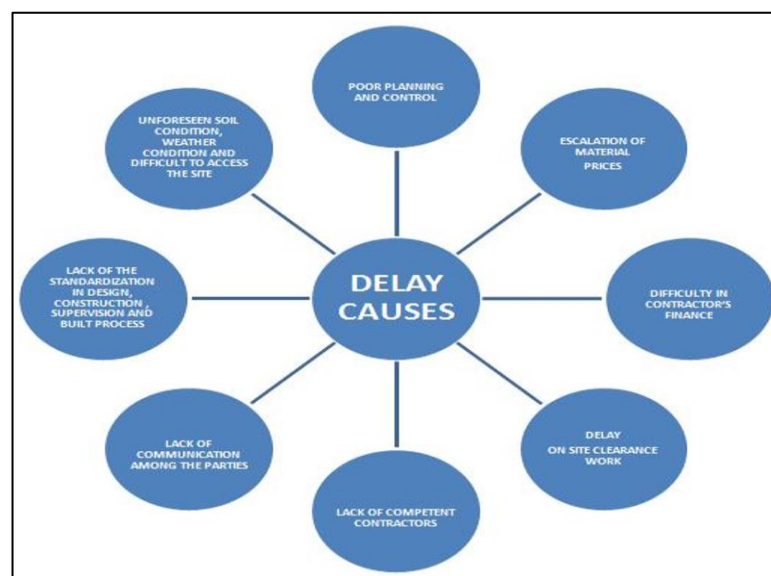 POOR PLANNING
AND CONTROL
ESCALATION OF
MATERIAL
PRICES
DIFFICULTY IN
CONTRACTOR'S
FINANCE
DELAY
ON SITE CLEARANCE
WORK
LACK OF COMPETENT
CONTRACTORS
LACK OF
COMMUNICATION
AMONG THE PARTIES
LACK OF THE
STANDARDIZATION
IN DESIGN,
CONSTRUCTION ,
SUPERVISION AND
BUILT PROCESS
UNFORESEEN SOIL
CONDITION,
WEATHER
CONDITION AND
DIFFICULT TO ACCESS
THE SITE
DELAY
CAUSES